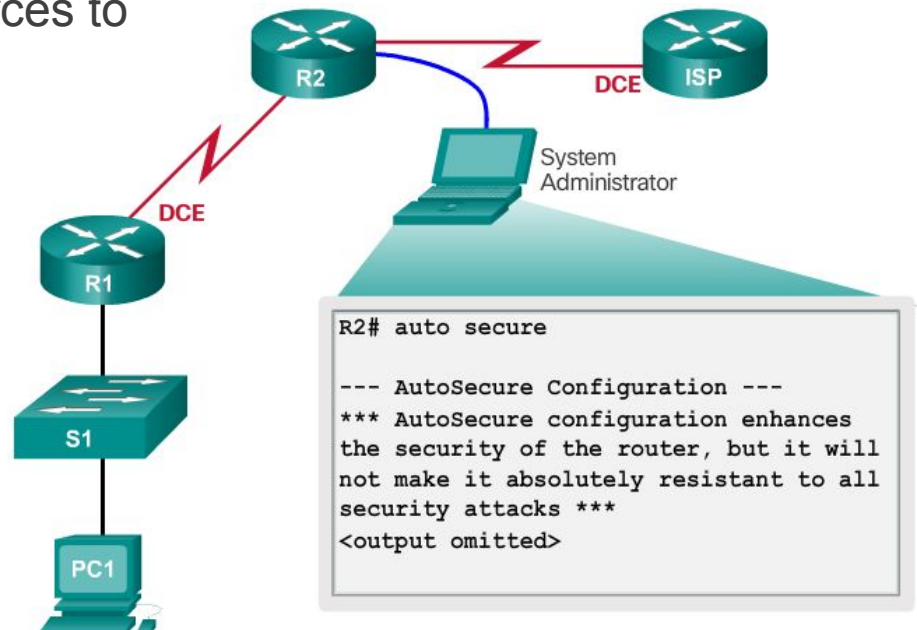 to
R2
DCE
ISP
System
Administrator
DCE
R1
R2# auto secure
--- AutoSecure Configuration ---
*** AutoSecure configuration enhances
the security of the router, but it will
not make it absolutely resistant to all
security attacks ***
<output omitted>
S1
PC1